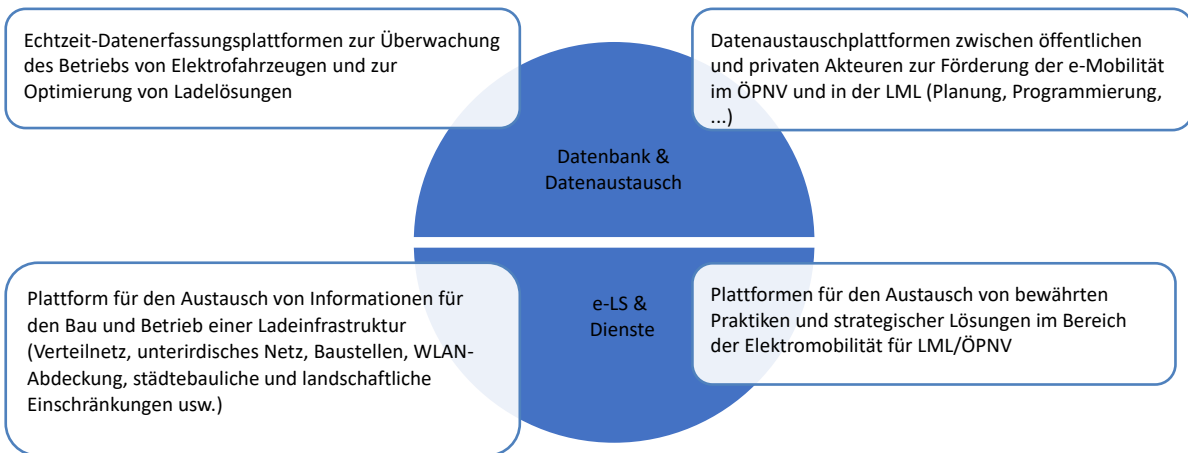 Echtzeit-Datenerfassungsplattformen zur Überwachung
des Betriebs von Elektrofahrzeugen und zur
Optimierung von Ladelösungen
Datenaustauschplattformen zwischen öffentlichen
und privaten Akteuren zur Förderung der e-Mobilität
im ÖPNV und in der LML (Planung, Programmierung,
...)
Datenbank &
Datenaustausch
Plattform für den Austausch von Informationen für
den Bau und Betrieb einer Ladeinfrastruktur
(Verteilnetz, unterirdisches Netz, Baustellen, WLAN-
Abdeckung, städtebauliche und landschaftliche
Einschränkungen usw.)
e-LS &
Dienste
Plattformen für den Austausch von bewährten
Praktiken und strategischer Lösungen im Bereich
der Elektromobilität für LML/ÖPNV